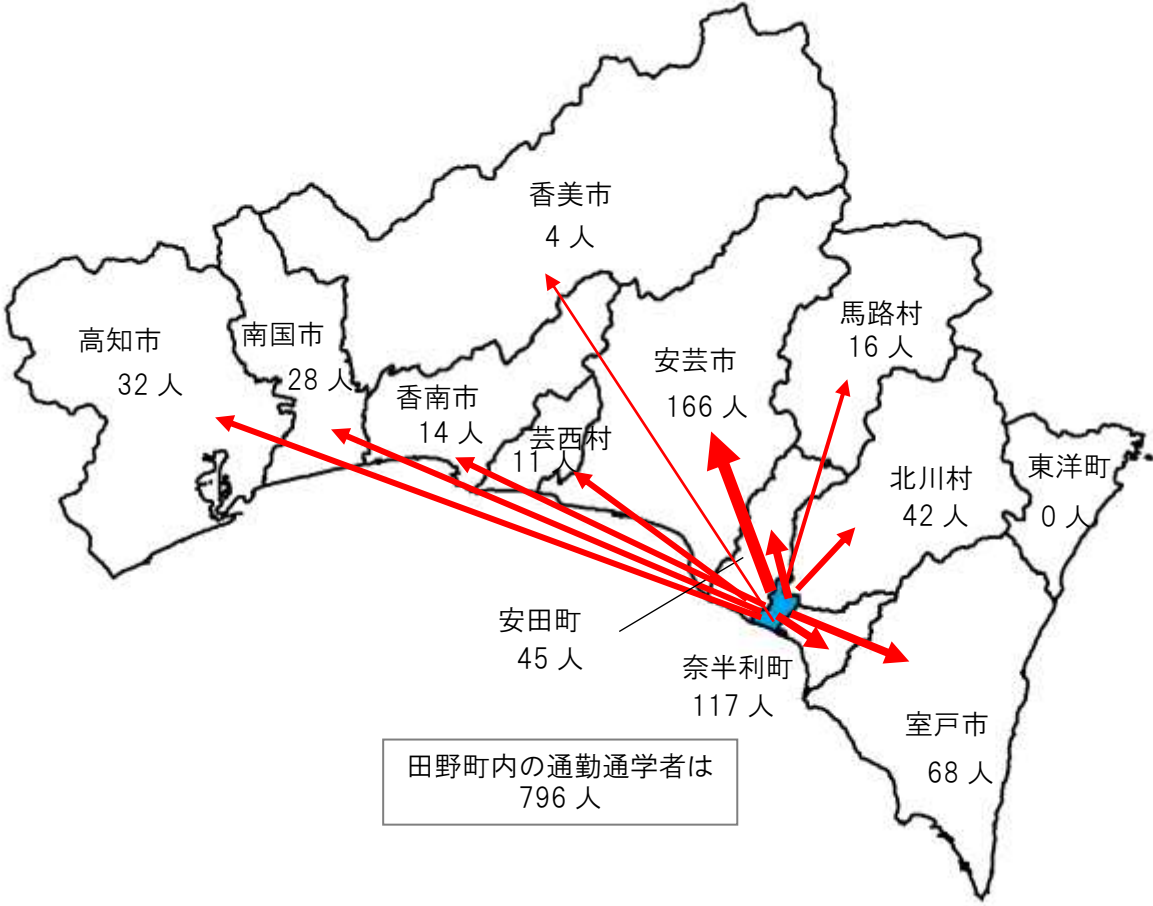 香美市
4 人
馬路村
16 人
高知市
32 人
南国市
28 人
安芸市
166 人
香南市
14 人
芸西村
11 人
北川村
42 人
東洋町
0 人
安田町
45 人
奈半利町
117 人
室戸市
68 人
田野町内の通勤通学者は
796 人